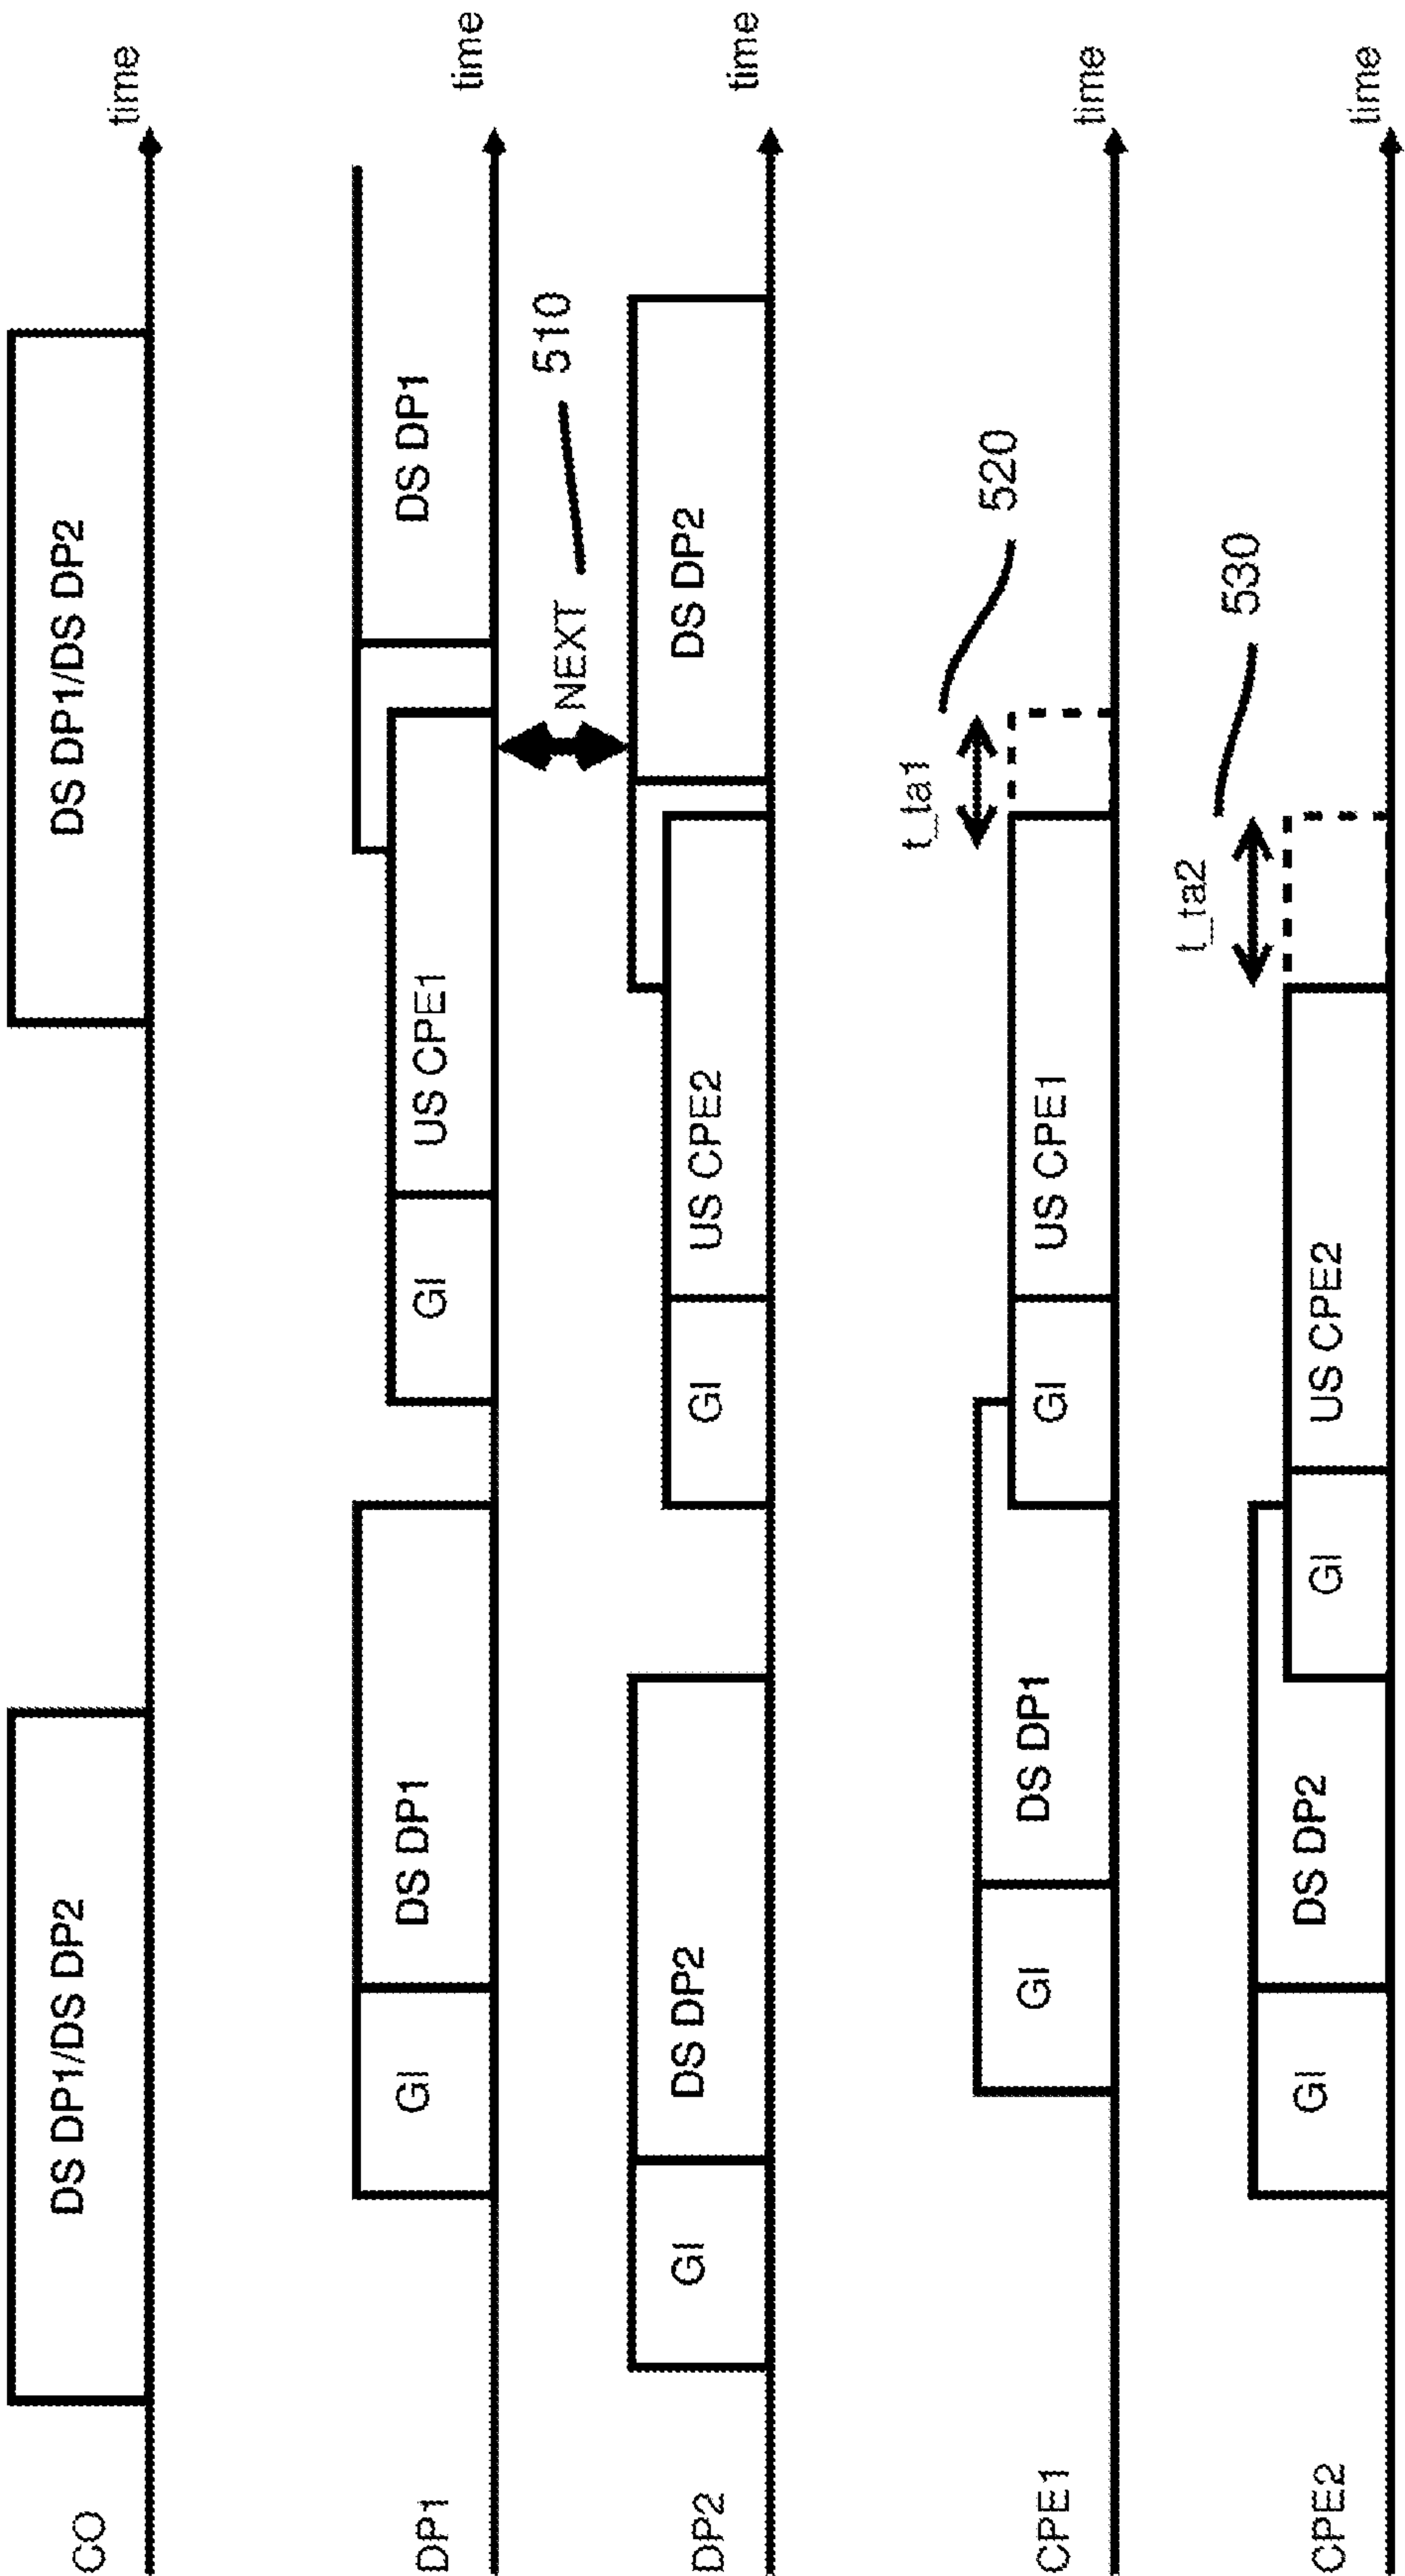 CO
DS DP1/DS DP2
DS DP1/DS DP2
time
DP1
GI
DS DP1
GI
US CPE1
DS DP1
time
NEXT
510
DP2
GI
DS DP2
GI
US CPE2
DS DP2
time
CPE1
GI
DS DP1
GI
US CPE1
t_ta1
520
time
CPE2
GI
DS DP2
GI
US CPE2
t_ta2
530
time